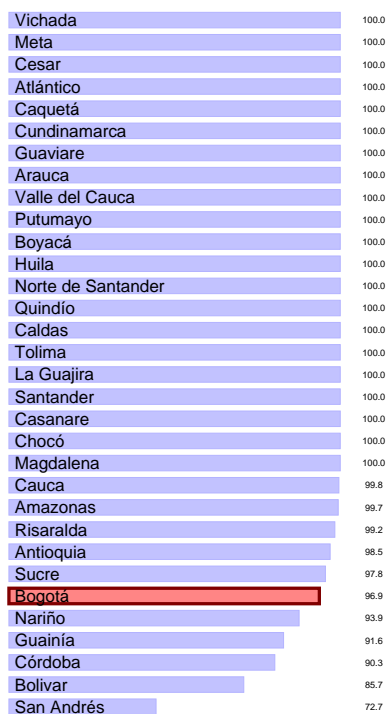 Vichada 100.0
Meta 100.0
Cesar 100.0
Atlántico 100.0
Caquetá 100.0
Cundinamarca 100.0
Guaviare 100.0
Arauca 100.0
Valle del Cauca 100.0
Putumayo 100.0
Boyacá 100.0
Huila 100.0
Norte de Santander 100.0
Quindío 100.0
Caldas 100.0
Tolima 100.0
La Guajira 100.0
Santander 100.0
Casanare 100.0
Chocó 100.0
Magdalena 100.0
Cauca 99.8
Amazonas 99.7
Risaralda 99.2
Antioquia 98.5
Sucre 97.8
Bogotá 96.9
Nariño 93.9
Guainía 91.6
Córdoba 90.3
Bolivar 85.7
San Andrés 72.7